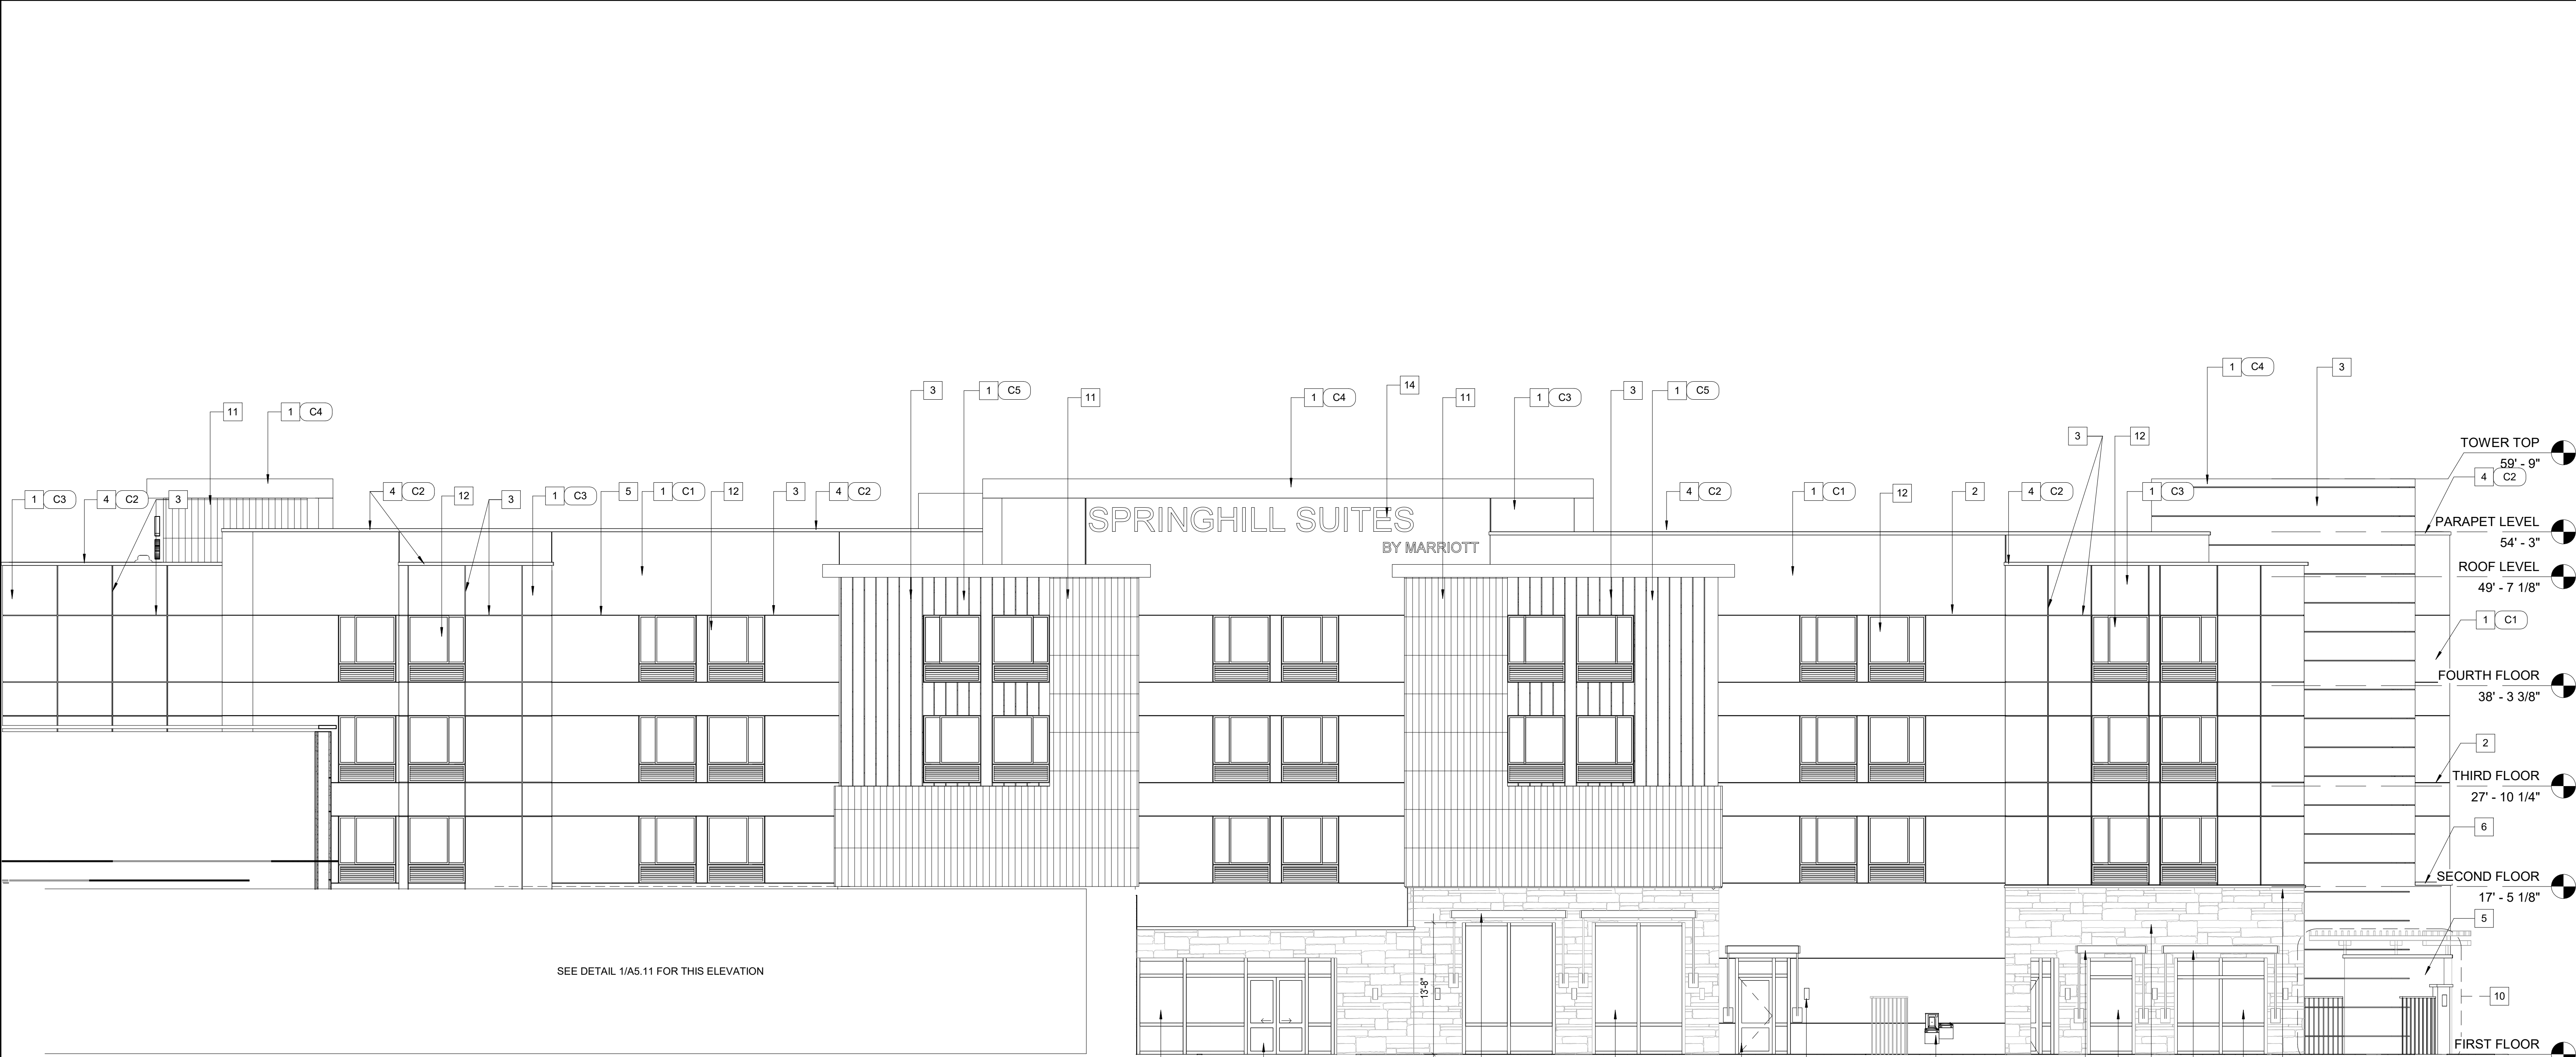 1 C4
3
3
1 C5
11
1 C4
14
11
1 C3
3
1 C5
11
1 C4
3
12
TOWER TOP
59' - 9"
1 C3
4 C2
3
4 C2
12
3
1 C3
5
1 C1
12
3
4 C2
4 C2
1 C1
12
2
4 C2
1 C3
4 C2
SPRINGHILL SUITES
BY MARRIOTT
PARAPET LEVEL
54' - 3"
ROOF LEVEL
49' - 7 1/8"
1 C1
FOURTH FLOOR
38' - 3 3/8"
2
THIRD FLOOR
27' - 10 1/4"
6
SECOND FLOOR
17' - 5 1/8"
5
SEE DETAIL 1/A5.11 FOR THIS ELEVATION
13'-8"
10
FIRST FLOOR